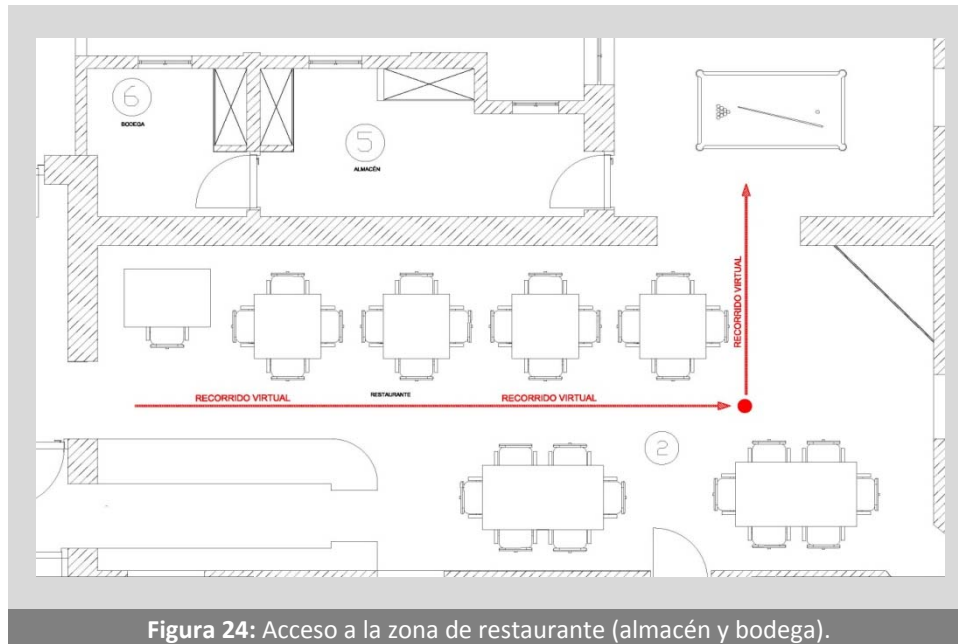 6
BODEGA
5
ALMACÉN
RECORRIDO VIRTUAL
RECORRIDO VIRTUAL
RESTAURANTE
RECORRIDO VIRTUAL
2
Figura 24: Acceso a la zona de restaurante (almacén y bodega).